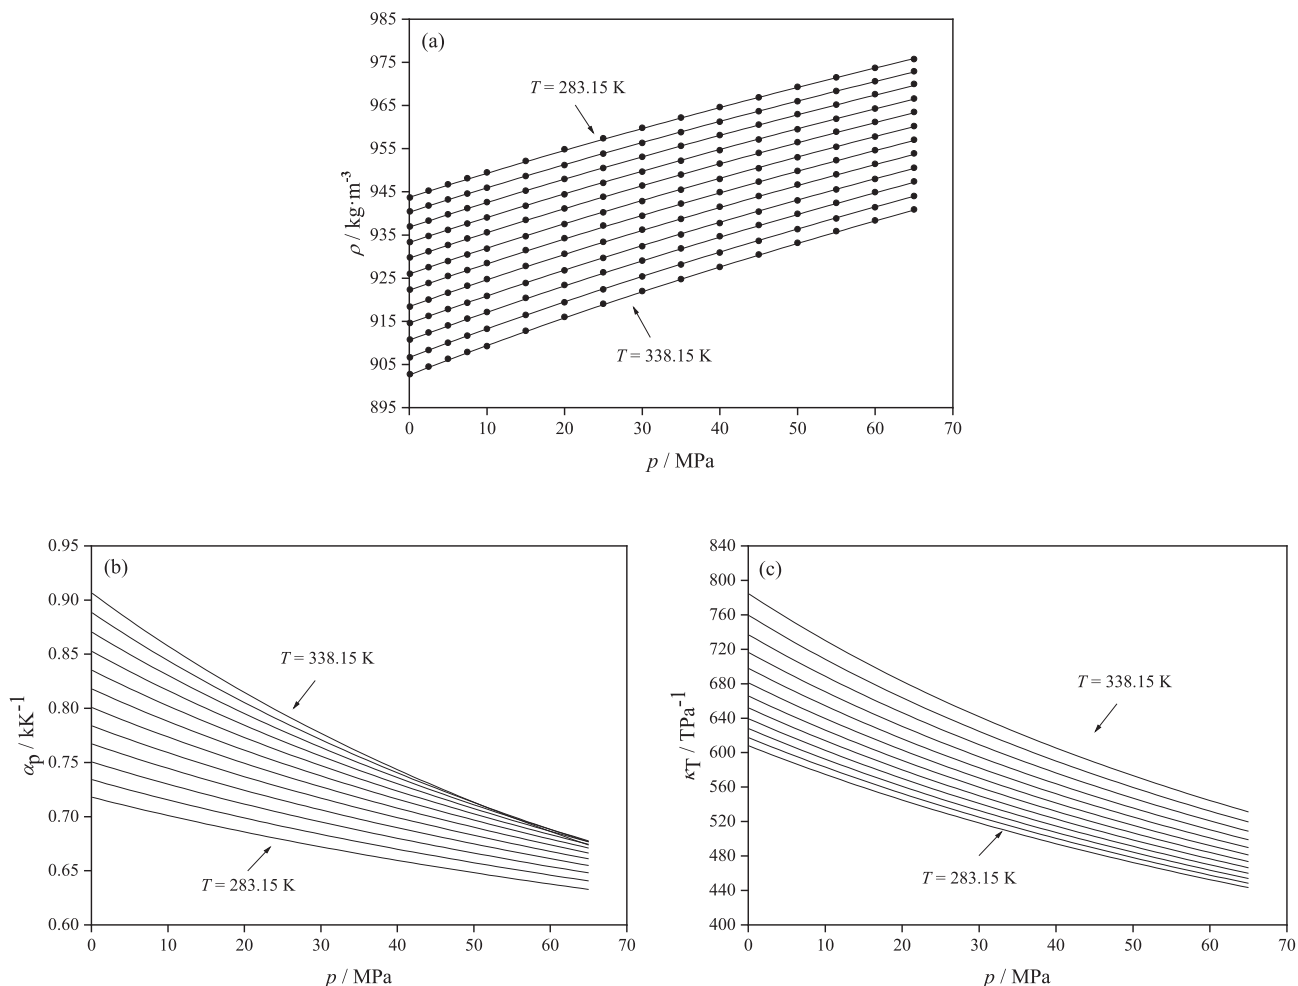 (a)
985
975
965
955
945
935
925
915
905
895
ρ / kg·m⁻³
T = 283.15 K
T = 338.15 K
0 10 20 30 40 50 60 70
p / MPa
(b)
0.95
0.90
0.85
0.80
0.75
0.70
0.65
0.60
αp / kK⁻¹
T = 338.15 K
T = 283.15 K
0 10 20 30 40 50 60 70
p / MPa
(c)
840
800
760
720
680
640
600
560
520
480
440
400
κT / TPa⁻¹
T = 338.15 K
T = 283.15 K
0 10 20 30 40 50 60 70
p / MPa